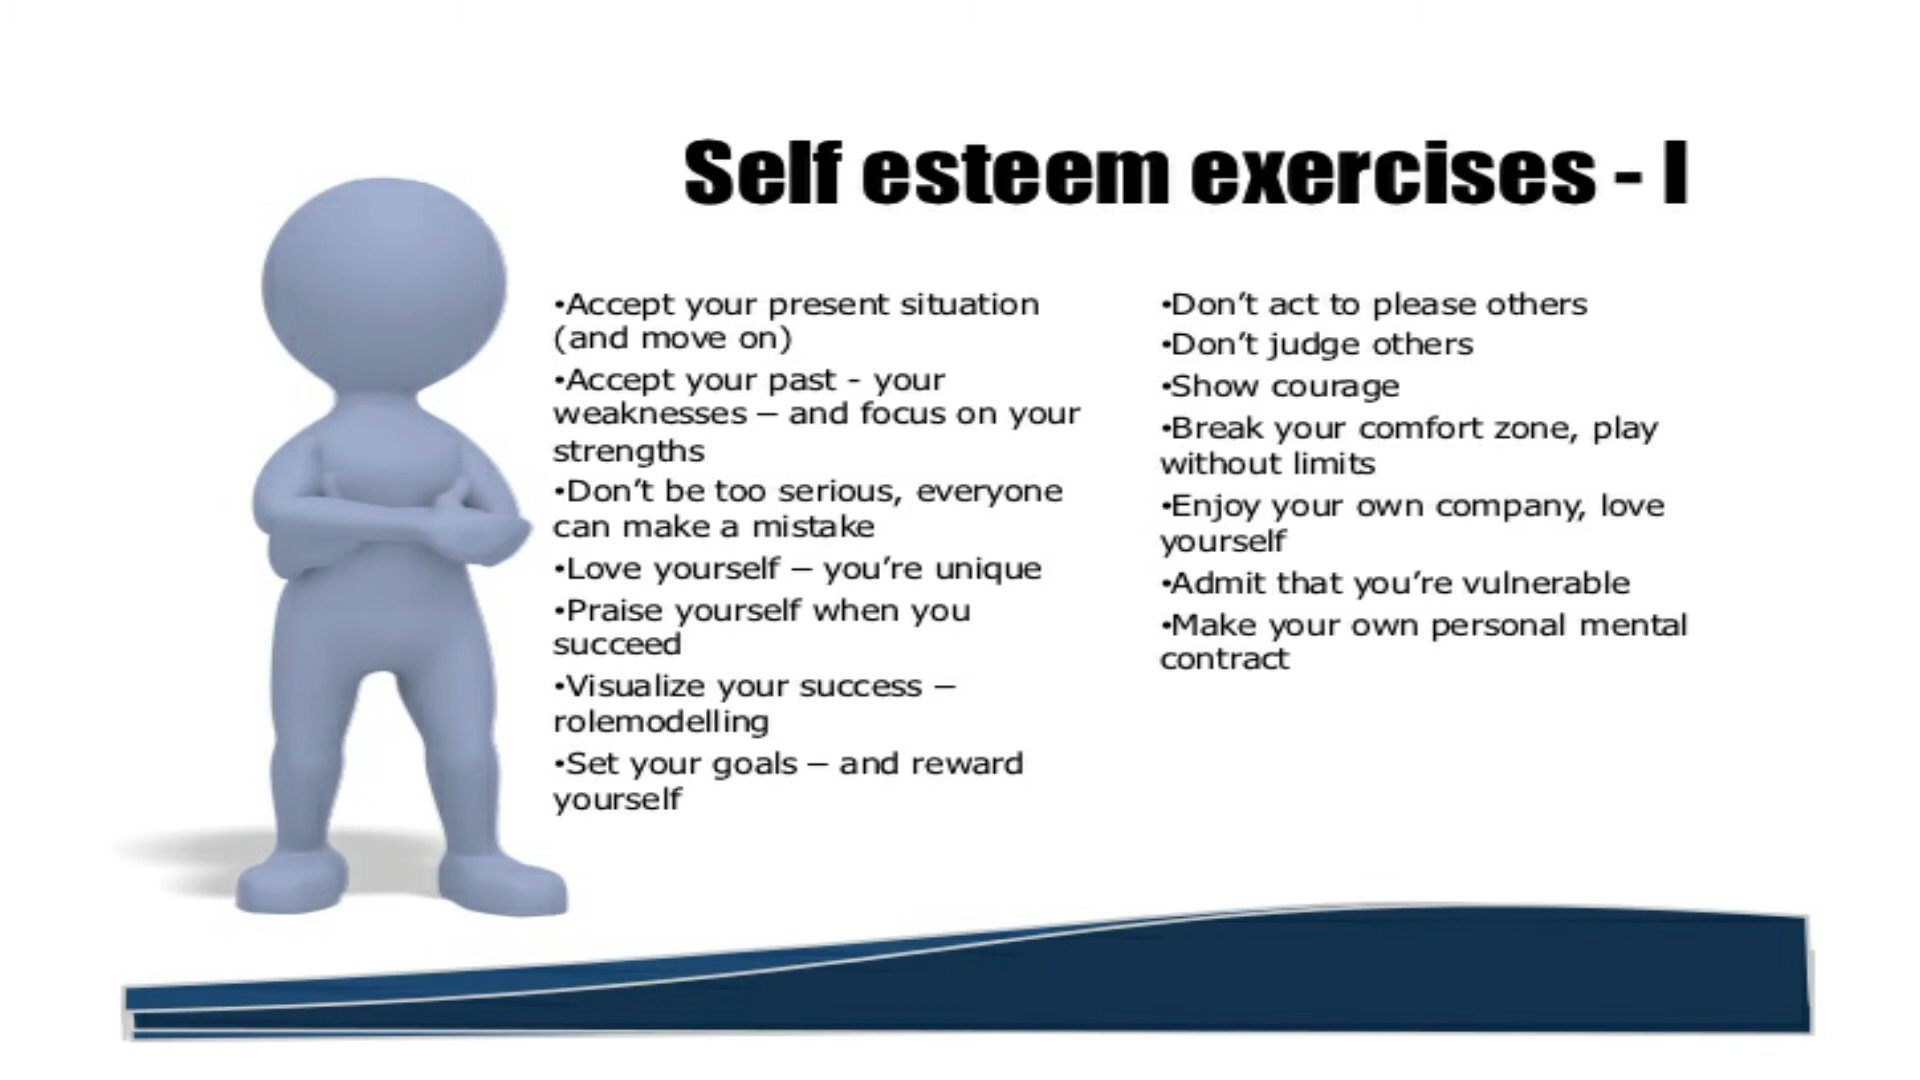 Self esteem exercises - I
•Accept your present situation
(and move on)
•Accept your past - your
weaknesses – and focus on your
strengths
•Don’t be too serious, everyone
can make a mistake
•Love yourself – you’re unique
•Praise yourself when you
succeed
•Visualize your success –
rolemodelling
•Set your goals – and reward
yourself
•Don’t act to please others
•Don’t judge others
•Show courage
•Break your comfort zone, play
without limits
•Enjoy your own company, love
yourself
•Admit that you’re vulnerable
•Make your own personal mental
contract